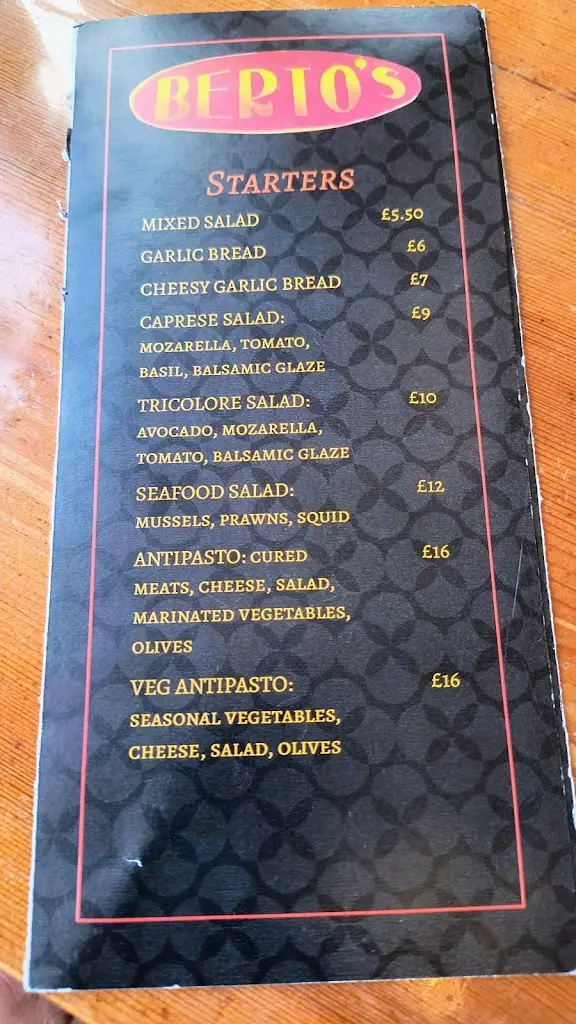 BERTO'S
STARTERS
MIXED SALAD £5.50
GARLIC BREAD £6
CHEESY GARLIC BREAD £7
CAPRESE SALAD: £9
MOZARELLA, TOMATO,
BASIL, BALSAMIC GLAZE
TRICOLORE SALAD: £10
AVOCADO, MOZARELLA,
TOMATO, BALSAMIC GLAZE
SEAFOOD SALAD: £12
MUSSELS, PRAWNS, SQUID
ANTIPASTO: CURED £16
MEATS, CHEESE, SALAD,
MARINATED VEGETABLES,
OLIVES
VEG ANTIPASTO: £16
SEASONAL VEGETABLES,
CHEESE, SALAD, OLIVES